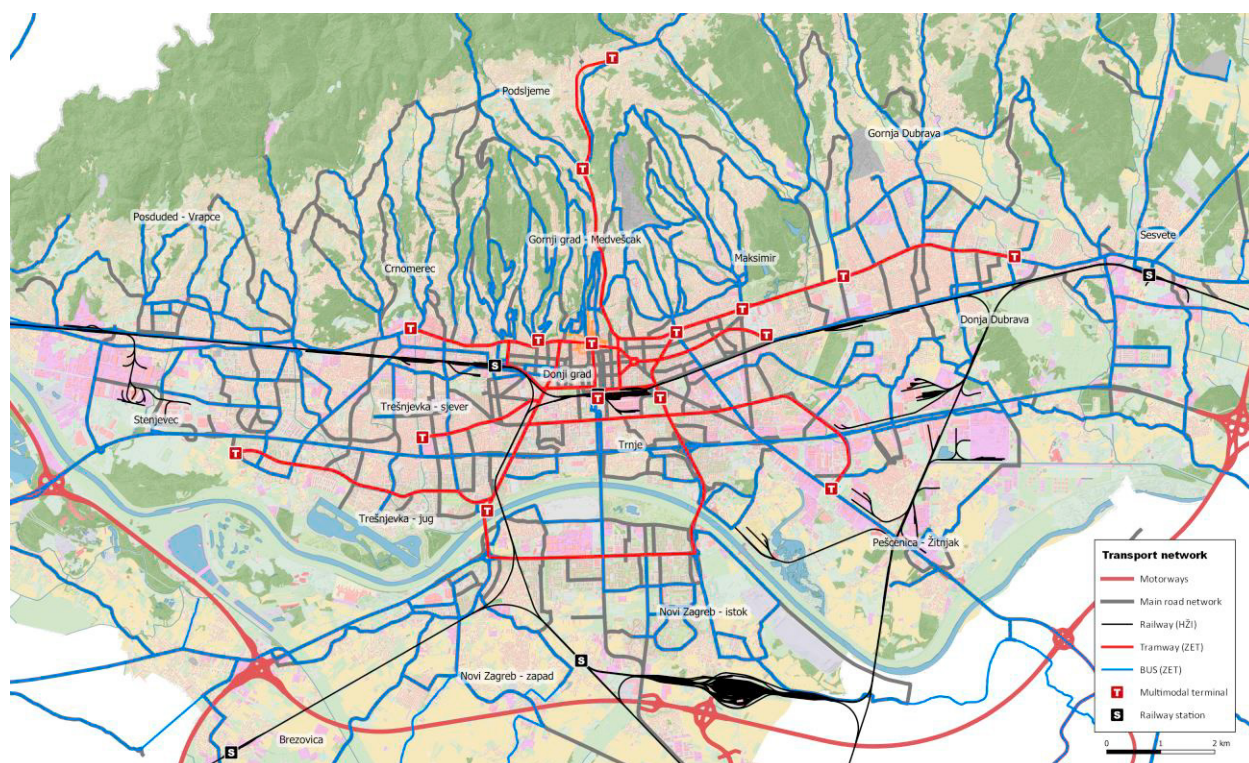 T
Podsljeme
Gornja Dubrava
T
Posduded - Vrapce
Gornji grad - Medvešcak
Sesvete
Maksimir
T
Crnomerec
T
S
T
Donja Dubrava
T
T
T
T
T
S
Donji grad
T
T
Trešnjevka - sjever
Stenjevec
T
Trnje
T
T
T
Trešnjevka - jug
Pešcenica - Žitnjak
Novi Zagreb - istok
S
Novi Zagreb - zapad
Brezovica
S
Transport network
Motorways
Main road network
Railway (HŽI)
Tramway (ZET)
BUS (ZET)
T Multimodal terminal
S Railway station
0 1 2 km